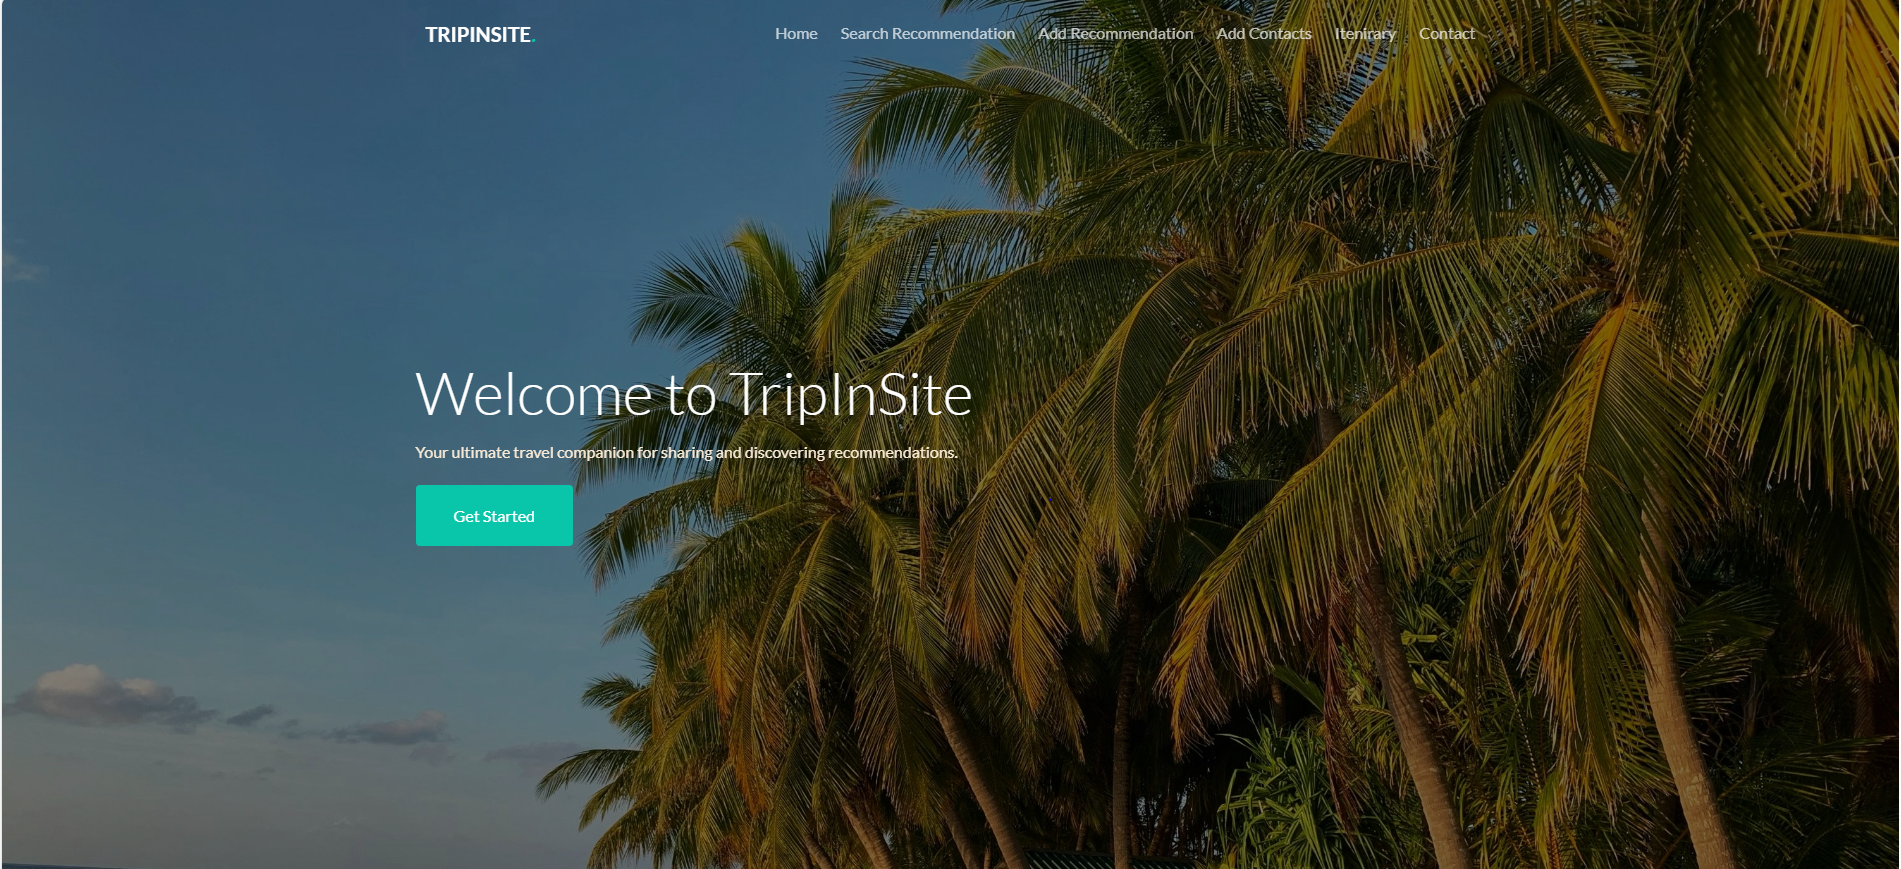 TRIPINSITE.
Home Search Recommendation Add Recommendation Add Contacts Itenirary Contact
Welcome to TripInSite
Your ultimate travel companion for sharing and discovering recommendations.
Get Started